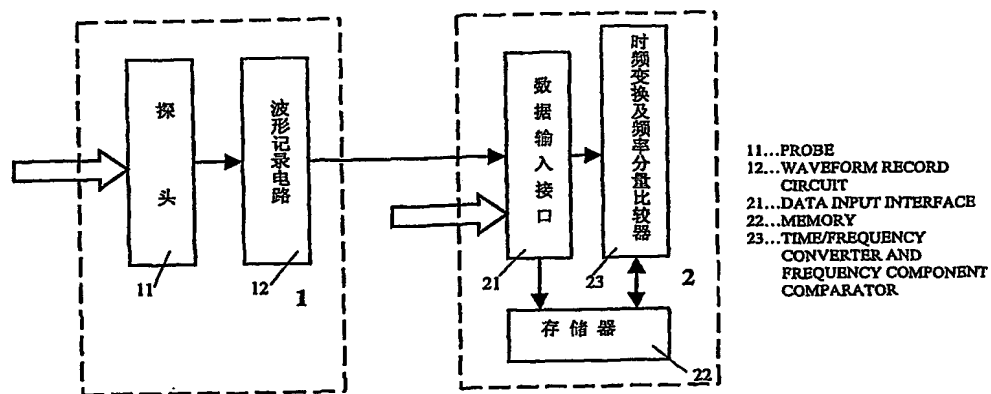 探头
波形记录电路
数据输入接口
时频变换及频率分量比较器
存储器
11
12
1
21
23
2
22
11...PROBE
12...WAVEFORM RECORD
CIRCUIT
21...DATA INPUT INTERFACE
22...MEMORY
23...TIME/FREQUENCY
CONVERTER AND
FREQUENCY COMPONENT
COMPARATOR